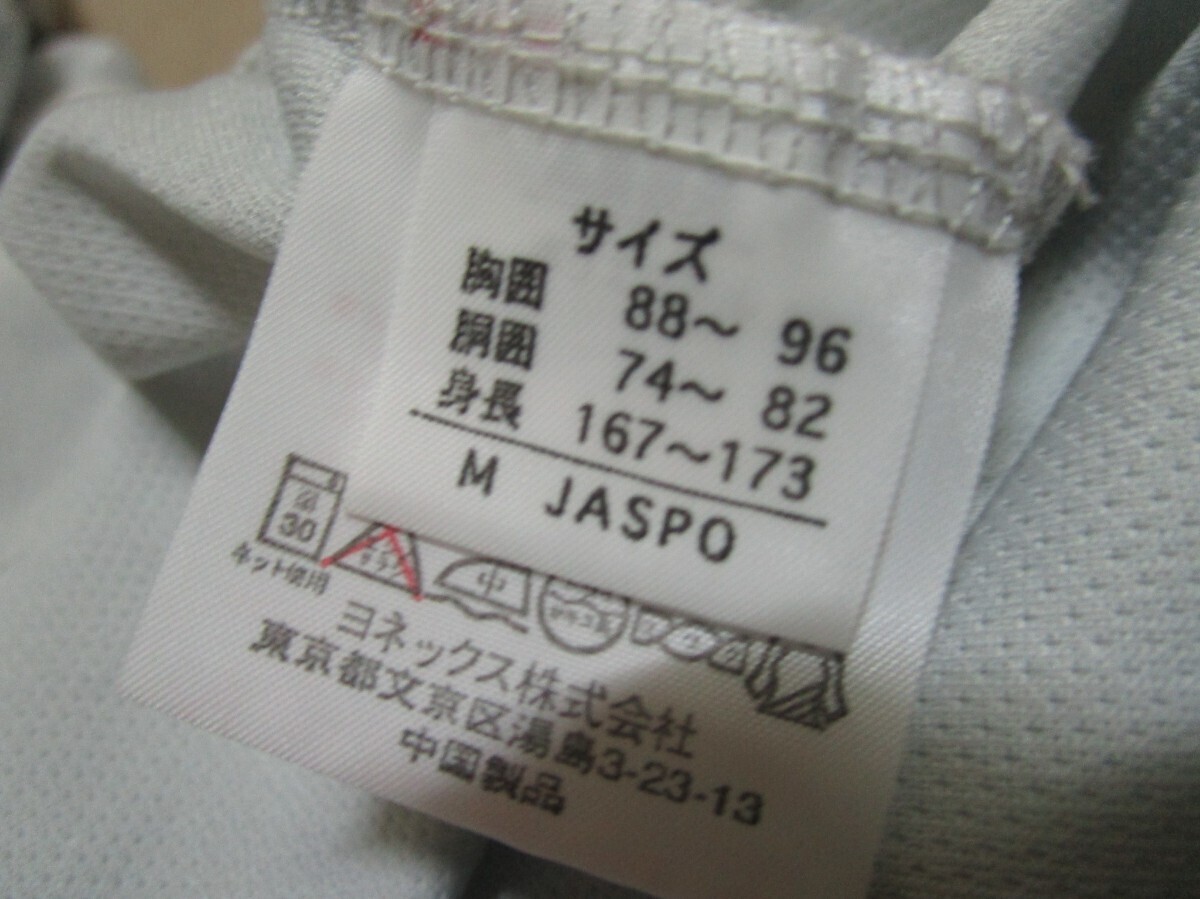 サイズ
胸囲 88～ 96
胴囲 74～ 82
身長 167～173
M JASPO
30
中
ネット使用
ヨネックス株式会社
東京都文京区湯島3-23-13
中国製品